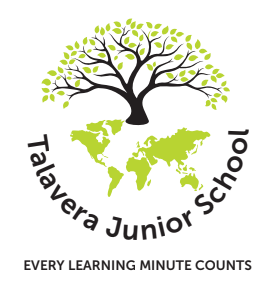 Talavera Junior School
EVERY LEARNING MINUTE COUNTS